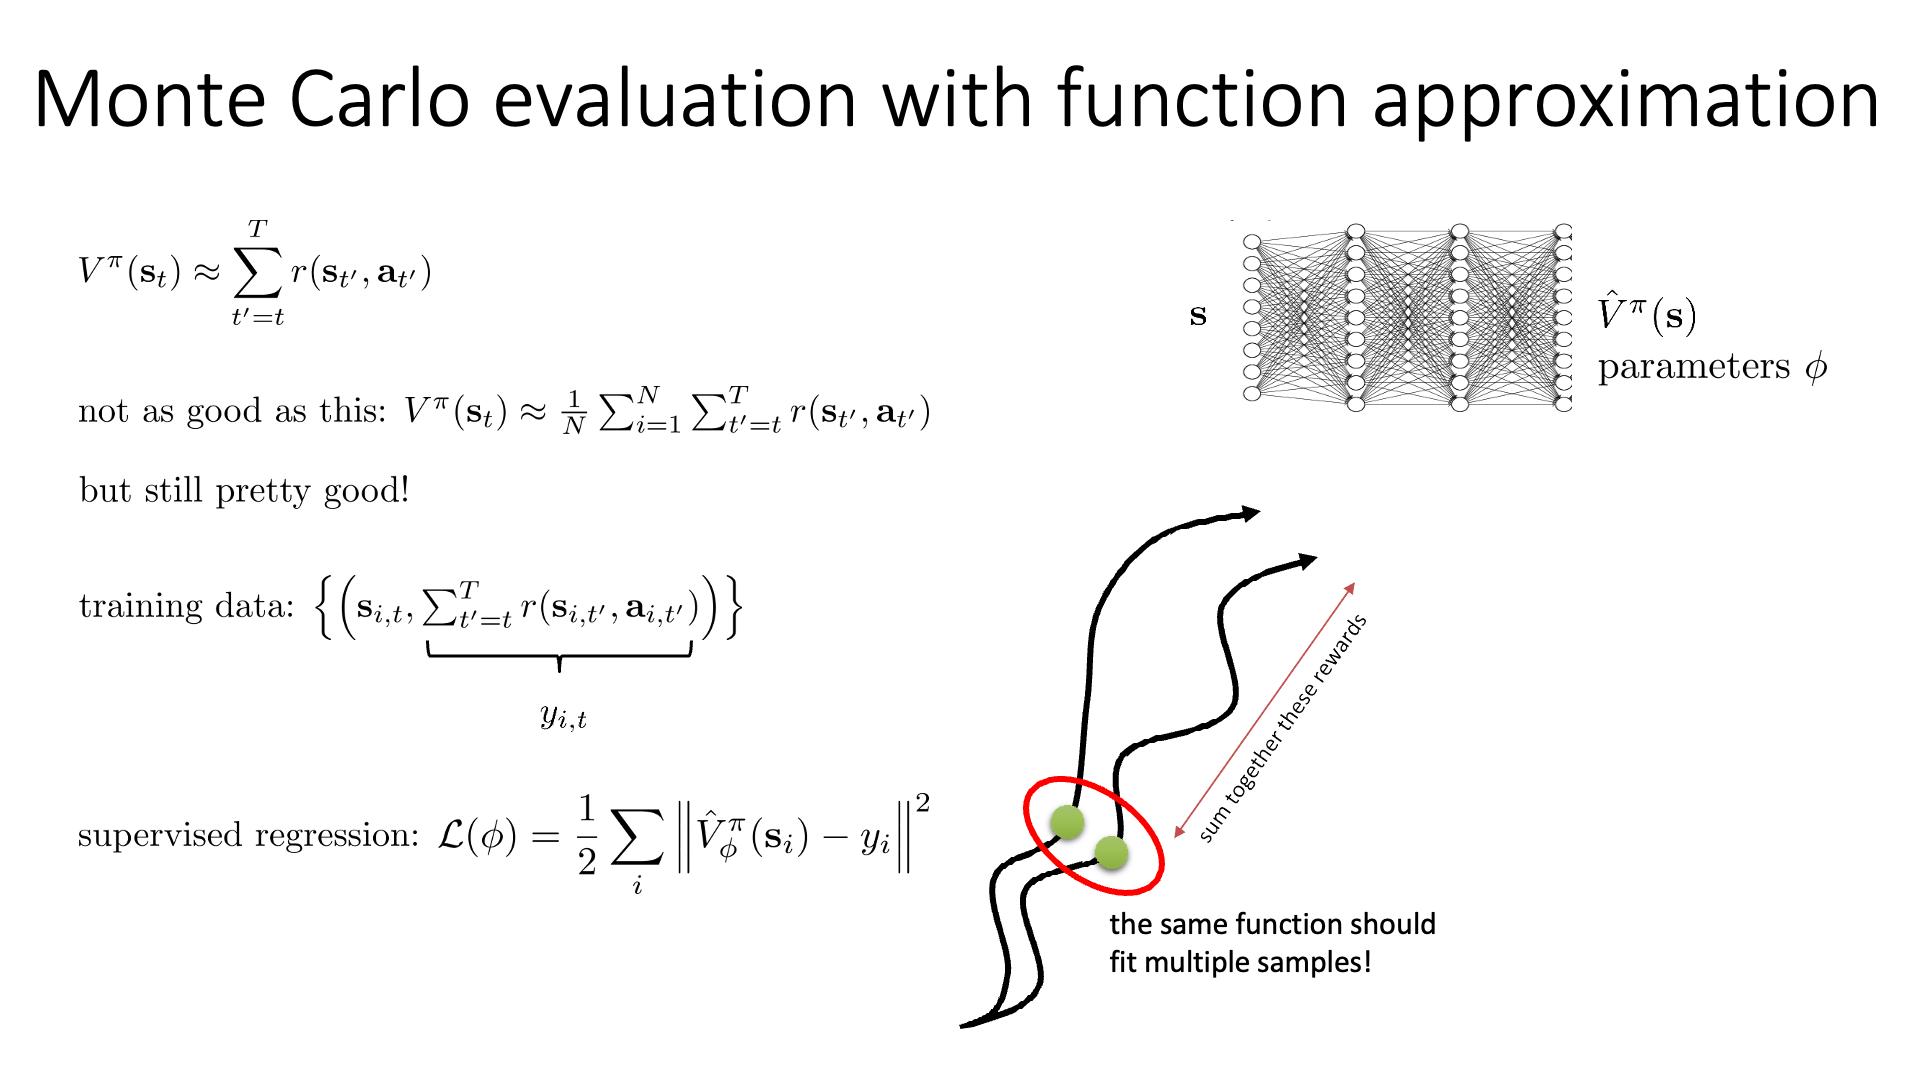 Monte Carlo evaluation with function approximation
$V^{\pi}(\mathbf{s}_t) \approx \sum_{t'=t}^{T} r(\mathbf{s}_{t'}, \mathbf{a}_{t'})$
not as good as this: $V^{\pi}(\mathbf{s}_t) \approx \frac{1}{N} \sum_{i=1}^{N} \sum_{t'=t}^{T} r(\mathbf{s}_{t'}, \mathbf{a}_{t'})$
but still pretty good!
training data: $\left\{\left(\mathbf{s}_{i,t}, \sum_{t'=t}^{T} r(\mathbf{s}_{i,t'}, \mathbf{a}_{i,t'})\right)\right\}$
$y_{i,t}$
supervised regression: $\mathcal{L}(\phi) = \frac{1}{2} \sum_{i} \left\| \hat{V}^{\pi}_{\phi}(\mathbf{s}_i) - y_i \right\|^2$
$\mathbf{s}$
$\hat{V}^{\pi}(\mathbf{s})$
parameters $\phi$
sum together these rewards
the same function should
fit multiple samples!